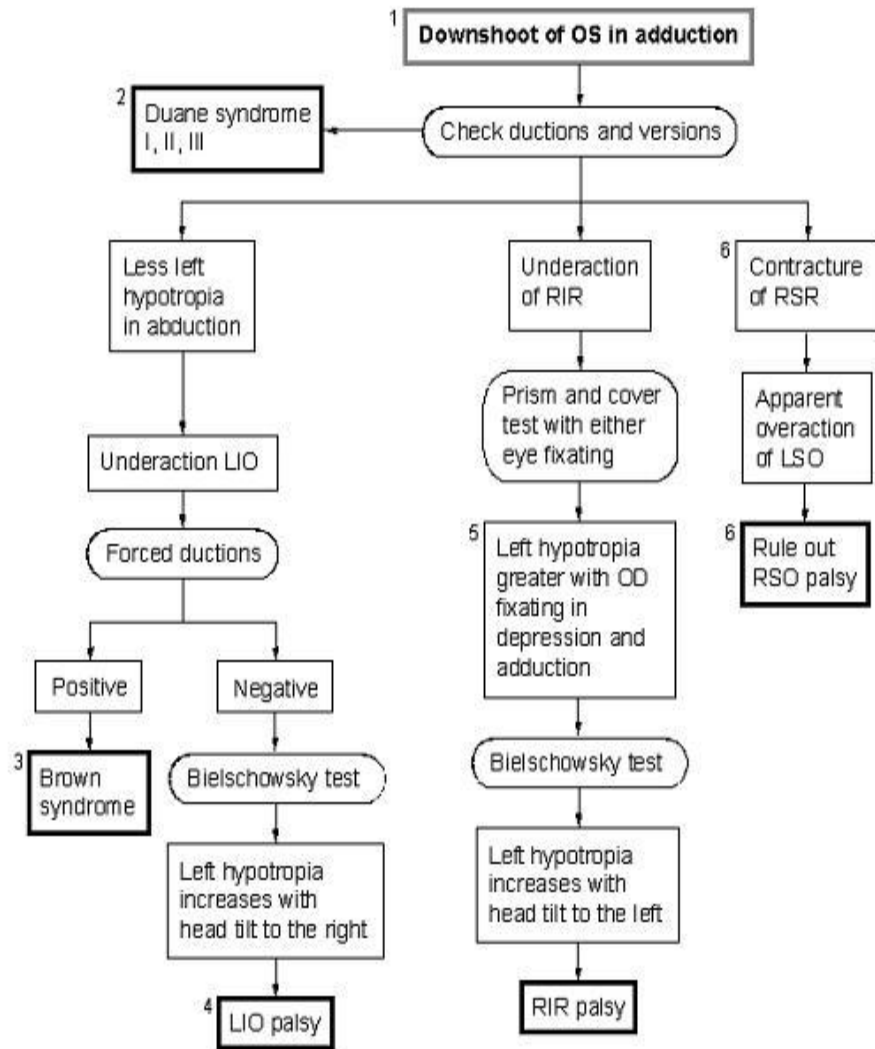 1
Downshoot of OS in adduction
2
Duane syndrome
I, II, III
Check ductions and versions
Less left
hypotropia
in abduction
Underaction
of RIR
6
Contracture
of RSR
Prism and cover
test with either
eye fixating
Apparent
overaction
of LSO
Underaction LIO
Forced ductions
5
Left hypotropia
greater with OD
fixating in
depression and
adduction
6
Rule out
RSO palsy
Positive
Negative
3
Brown
syndrome
Bielschowsky test
Bielschowsky test
Left hypotropia
increases with
head tilt to the right
Left hypotropia
increases with
head tilt to the left
4
LIO palsy
RIR palsy